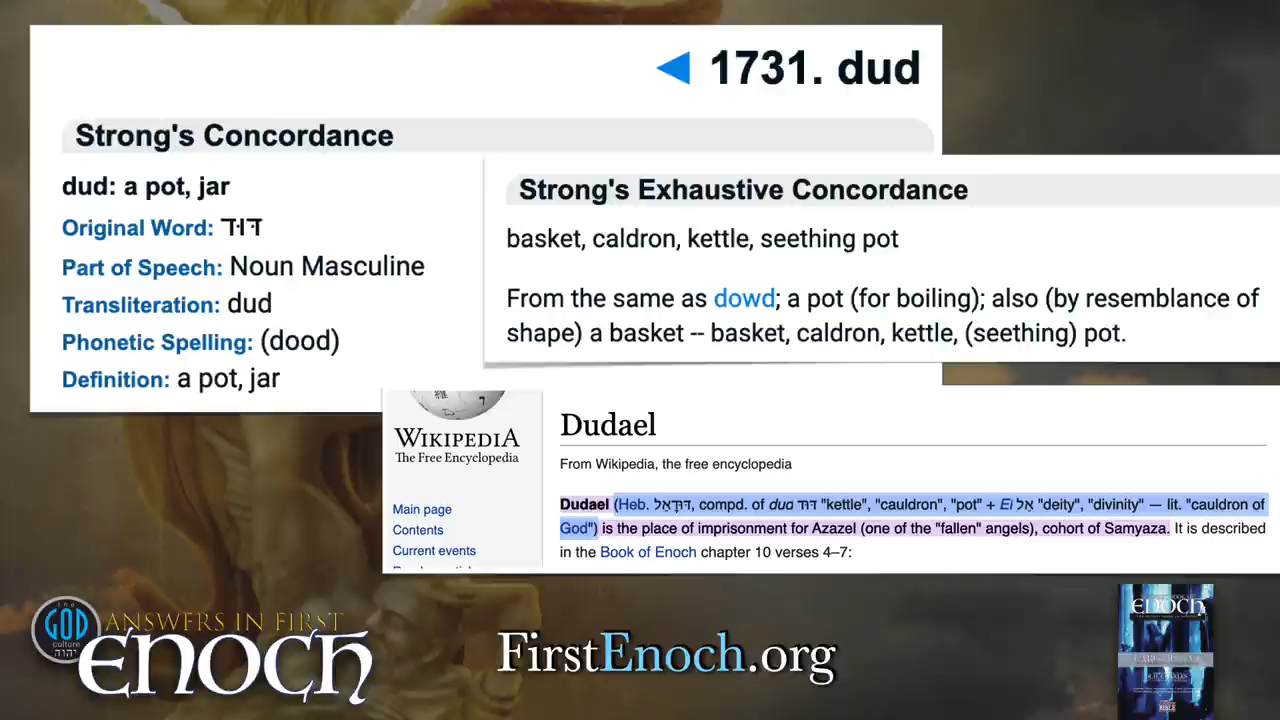 1731. dud
Strong's Concordance
dud: a pot, jar
Original Word: דּוּד
Part of Speech: Noun Masculine
Transliteration: dud
Phonetic Spelling: (dood)
Definition: a pot, jar
Strong's Exhaustive Concordance
basket, caldron, kettle, seething pot
From the same as dowd; a pot (for boiling); also (by resemblance of
shape) a basket -- basket, caldron, kettle, (seething) pot.
WIKIPEDIA
The Free Encyclopedia
Main page
Contents
Current events
Dudael
From Wikipedia, the free encyclopedia
Dudael (Heb. דּוּדָאֵל, compd. of dud דּוּד "kettle", "cauldron", "pot" + El אֵל "deity", "divinity" — lit. "cauldron of
God") is the place of imprisonment for Azazel (one of the "fallen" angels), cohort of Samyaza. It is described
in the Book of Enoch chapter 10 verses 4–7:
the
GOD
culture
יהוה
ANSWERS IN FIRST
ENOCH
FirstEnoch.org
ENOCH